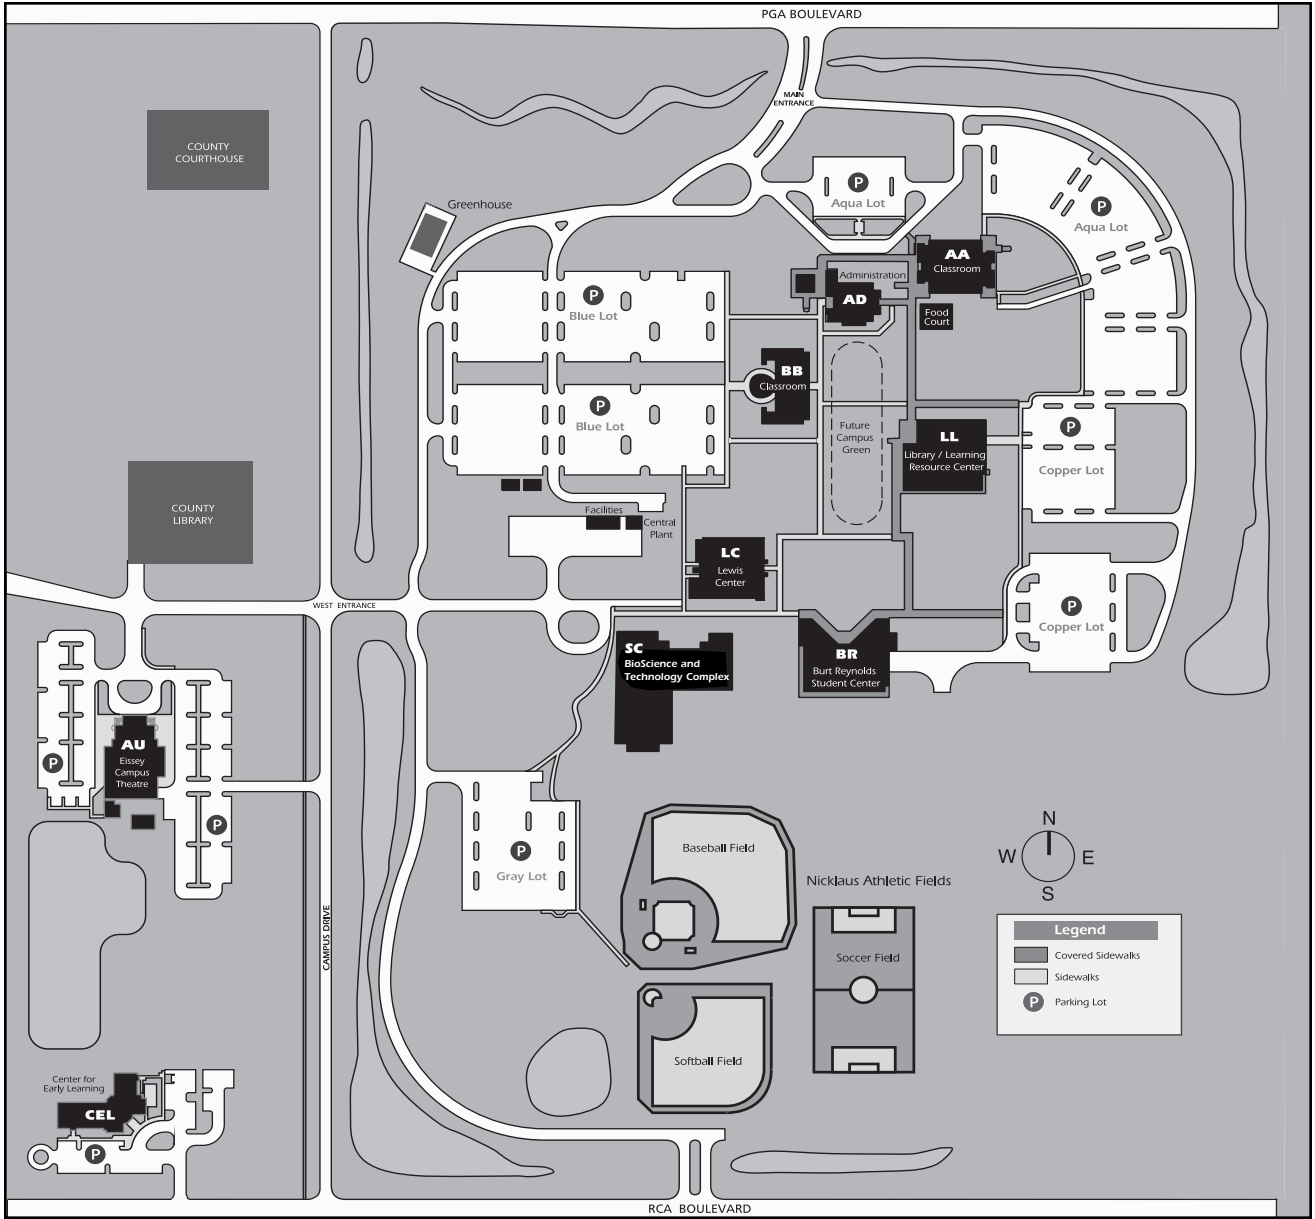 PGA BOULEVARD
MAIN
ENTRANCE
COUNTY
COURTHOUSE
P
Aqua Lot
P
Aqua Lot
Greenhouse
AA
Classroom
Administration
AD
Food
Court
P
Blue Lot
BB
Classroom
P
Blue Lot
Future
Campus
Green
LL
Library / Learning
Resource Center
P
Copper Lot
COUNTY
LIBRARY
Facilities
Central
Plant
LC
Lewis
Center
WEST ENTRANCE
P
Copper Lot
SC
BioScience and
Technology Complex
BR
Burt Reynolds
Student Center
AU
Eissey
Campus
Theatre
P
P
P
Gray Lot
Baseball Field
Nicklaus Athletic Fields
Soccer Field
Softball Field
CAMPUS DRIVE
N
W E
S
Legend
Covered Sidewalks
Sidewalks
P Parking Lot
Center for
Early Learning
CEL
P
RCA BOULEVARD